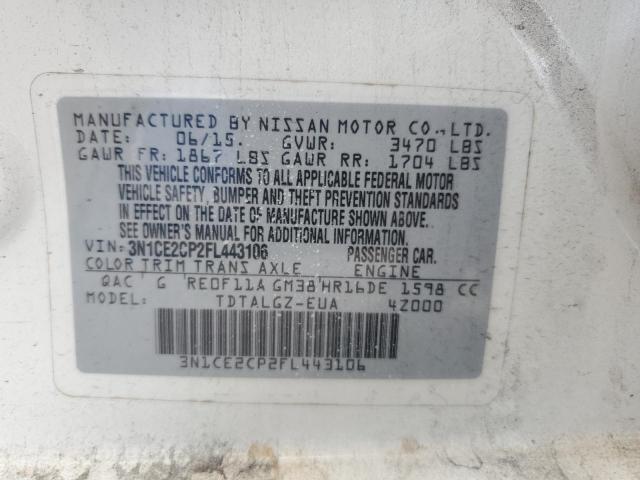 MANUFACTURED BY NISSAN MOTOR CO., LTD.
DATE: 06/15. GVWR: 3470 LBS
GAWR FR: 1867 LBS GAWR RR: 1704 LBS
THIS VEHICLE CONFORMS TO ALL APPLICABLE FEDERAL MOTOR
VEHICLE SAFETY, BUMPER AND THEFT PREVENTION STANDARDS
IN EFFECT ON THE DATE OF MANUFACTURE SHOWN ABOVE.
SEE OWNER'S MANUAL FOR ADDITIONAL INFORMATION.
VIN: 3N1CE2CP2FL443106 PASSENGER CAR.
COLOR TRIM TRANS AXLE ENGINE
QAC G RE0F11A GM38 HR16DE 1598 CC
MODEL: TDTALGZ-EUA 4Z000
3N1CE2CP2FL443106